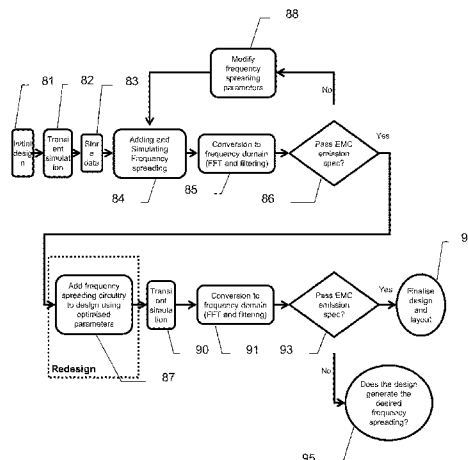 88
Modify
frequency
spreading
parameters
No
81
82
83
Initial
design
Transi
ent
simulation
Stor
e
data
Adding and
Simulating
Frequency
spreading
Conversion to
frequency domain
(FFT and filtering)
Pass EMC
emission
spec?
Yes
84
85
86
Add frequency
spreading circuitry
to design using
optimised
parameters
Redesign
Transi
ent
simulation
Conversion to
frequency domain
(FFT and filtering)
Pass EMC
emission
spec?
Yes
9
Finalise
design and
layout
87
90
91
93
No
Does the design
generate the
desired
frequency
spreading?
95